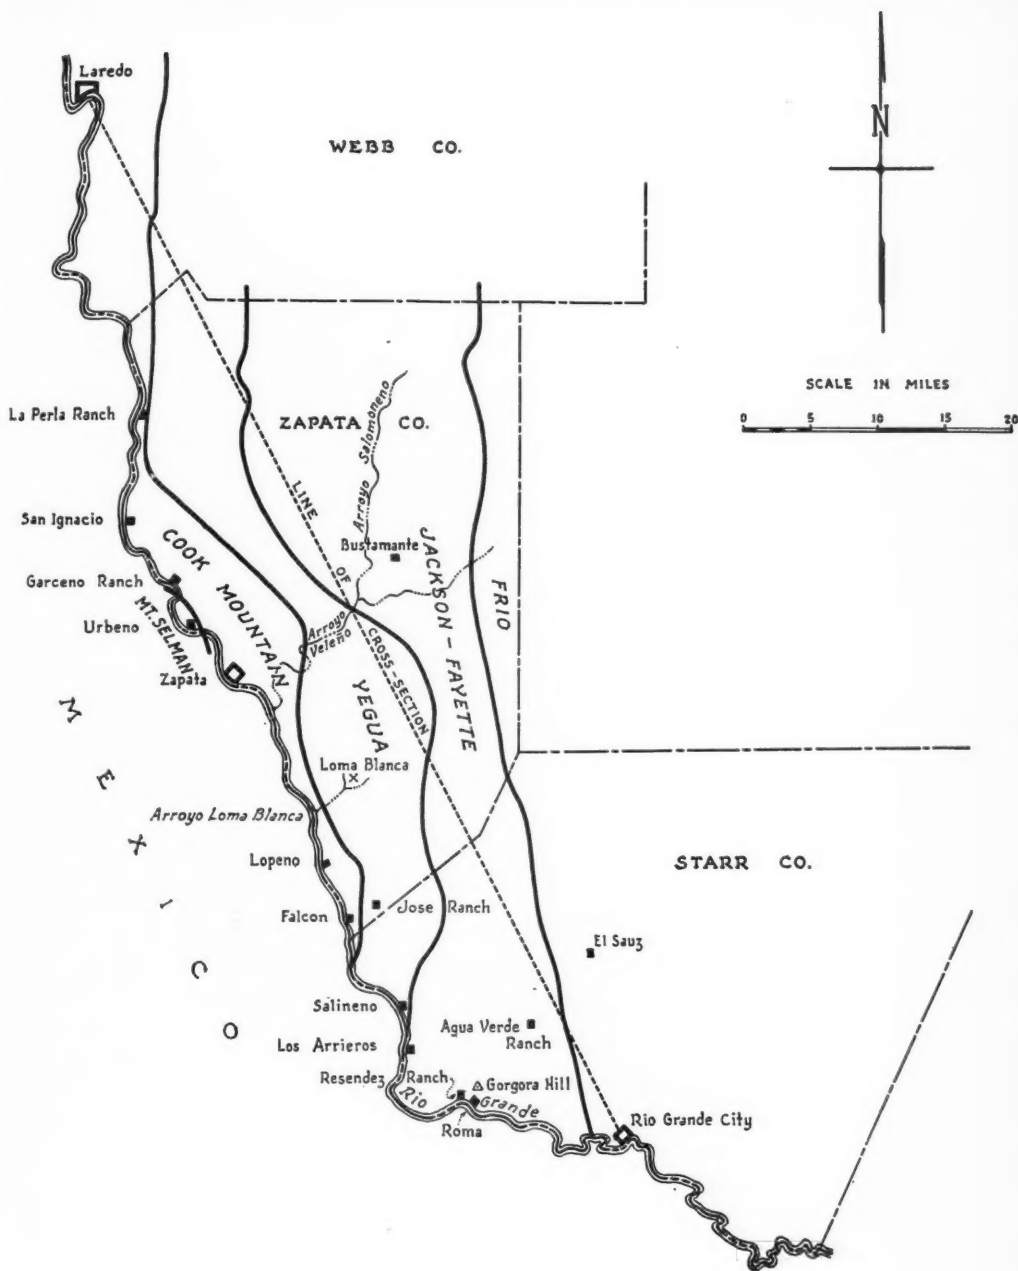 Laredo
WEBB CO.
N
SCALE IN MILES
0 5 10 15 20
La Perla Ranch
ZAPATA CO.
Arroyo Salomoneno
LINE OF CROSS-SECTION
San Ignacio
COOK MOUNTAIN
Bustamante
JACKSON-FAYETTE
FRIO
Garceno Ranch
MT. SELMAN
Urbeno
Arroyo Veleño
Zapata
YEGUA
MEXICO
Loma Blanca
Arroyo Loma Blanca
Lopeno
STARR CO.
Falcon
Jose Ranch
El Sauz
Salineno
Agua Verde
Ranch
Los Arrieros
Resendez Ranch
Gorgora Hill
Rio Grande
Roma
Rio Grande City